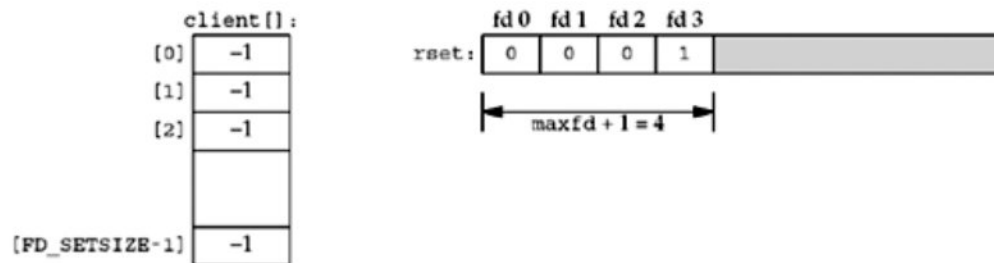 client[]:
[0] -1
[1] -1
[2] -1
[FD_SETSIZE-1] -1
fd 0 fd 1 fd 2 fd 3
rset: 0 0 0 1
maxfd + 1 = 4